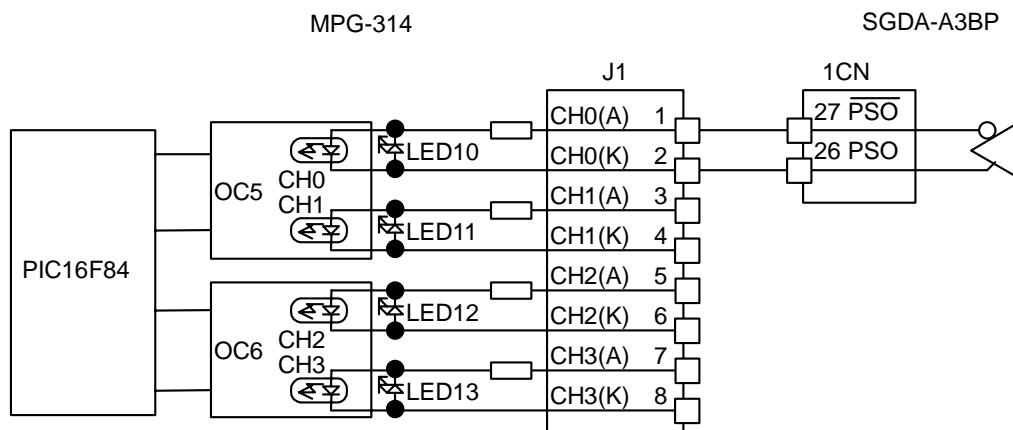 MPG-314
SGDA-A3BP
J1
1CN
CH0(A) 1
27 PSO
CH0(K) 2
26 PSO
LED10
OC5
CH0
CH1
CH1(A) 3
LED11
CH1(K) 4
PIC16F84
CH2(A) 5
LED12
CH2(K) 6
OC6
CH2
CH3
CH3(A) 7
LED13
CH3(K) 8